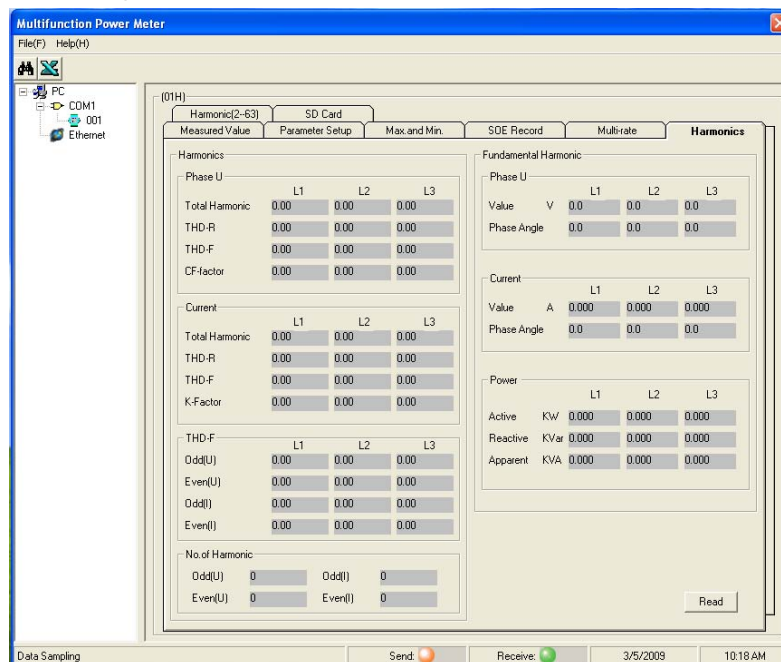 Multifunction Power Meter
File(F) Help(H)
PC
COM1
001
Ethernet
(01H)
Harmonic(2--63) SD Card
Measured Value Parameter Setup Max.and Min. SOE Record Multi-rate Harmonics
Harmonics
Phase U
L1 L2 L3
Total Harmonic 0.00 0.00 0.00
THD-R 0.00 0.00 0.00
THD-F 0.00 0.00 0.00
CF-factor 0.00 0.00 0.00
Current
L1 L2 L3
Total Harmonic 0.00 0.00 0.00
THD-R 0.00 0.00 0.00
THD-F 0.00 0.00 0.00
K-Factor 0.00 0.00 0.00
THD-F
L1 L2 L3
Odd(U) 0.00 0.00 0.00
Even(U) 0.00 0.00 0.00
Odd(I) 0.00 0.00 0.00
Even(I) 0.00 0.00 0.00
No.of Harmonic
Odd(U) 0 Odd(I) 0
Even(U) 0 Even(I) 0
Fundamental Harmonic
Phase U
L1 L2 L3
Value V 0.0 0.0 0.0
Phase Angle 0.0 0.0 0.0
Current
L1 L2 L3
Value A 0.000 0.000 0.000
Phase Angle 0.0 0.0 0.0
Power
L1 L2 L3
Active KW 0.000 0.000 0.000
Reactive KVar 0.000 0.000 0.000
Apparent KVA 0.000 0.000 0.000
Read
Data Sampling Send: Receive: 3/5/2009 10:18 AM